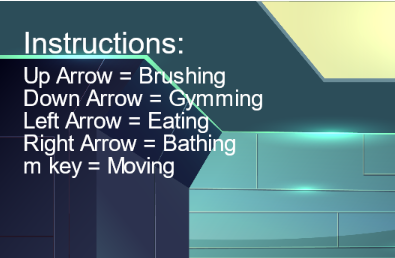 Instructions:
Up Arrow = Brushing
Down Arrow = Gymming
Left Arrow = Eating
Right Arrow = Bathing
m key = Moving